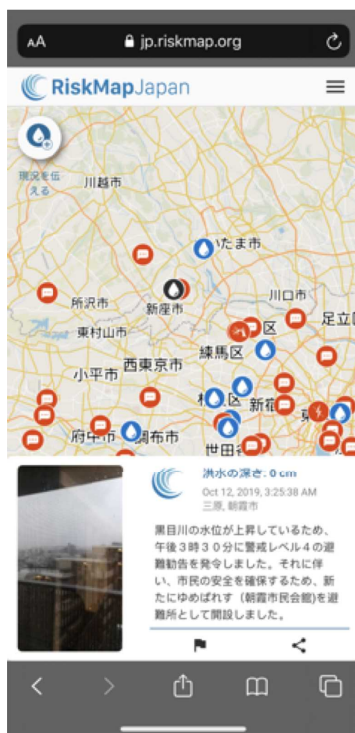 AA jp.riskmap.org
RiskMapJapan
現況を伝
える
川越市
いたま市
所沢市
新座市
川口市
足立
東村山市
区
練馬区
西東京市
小平市
区
新宿
府中市
調布市
世田谷
洪水の深さ: 0 cm
Oct 12, 2019, 3:25:38 AM
三原, 朝霞市
黒目川の水位が上昇しているため、
午後３時３０分に警戒レベル４の避
難勧告を発令しました。それに伴
い、市民の安全を確保するため、新
たにゆめぱれす（朝霞市民会館)を避
難所として開設しました。